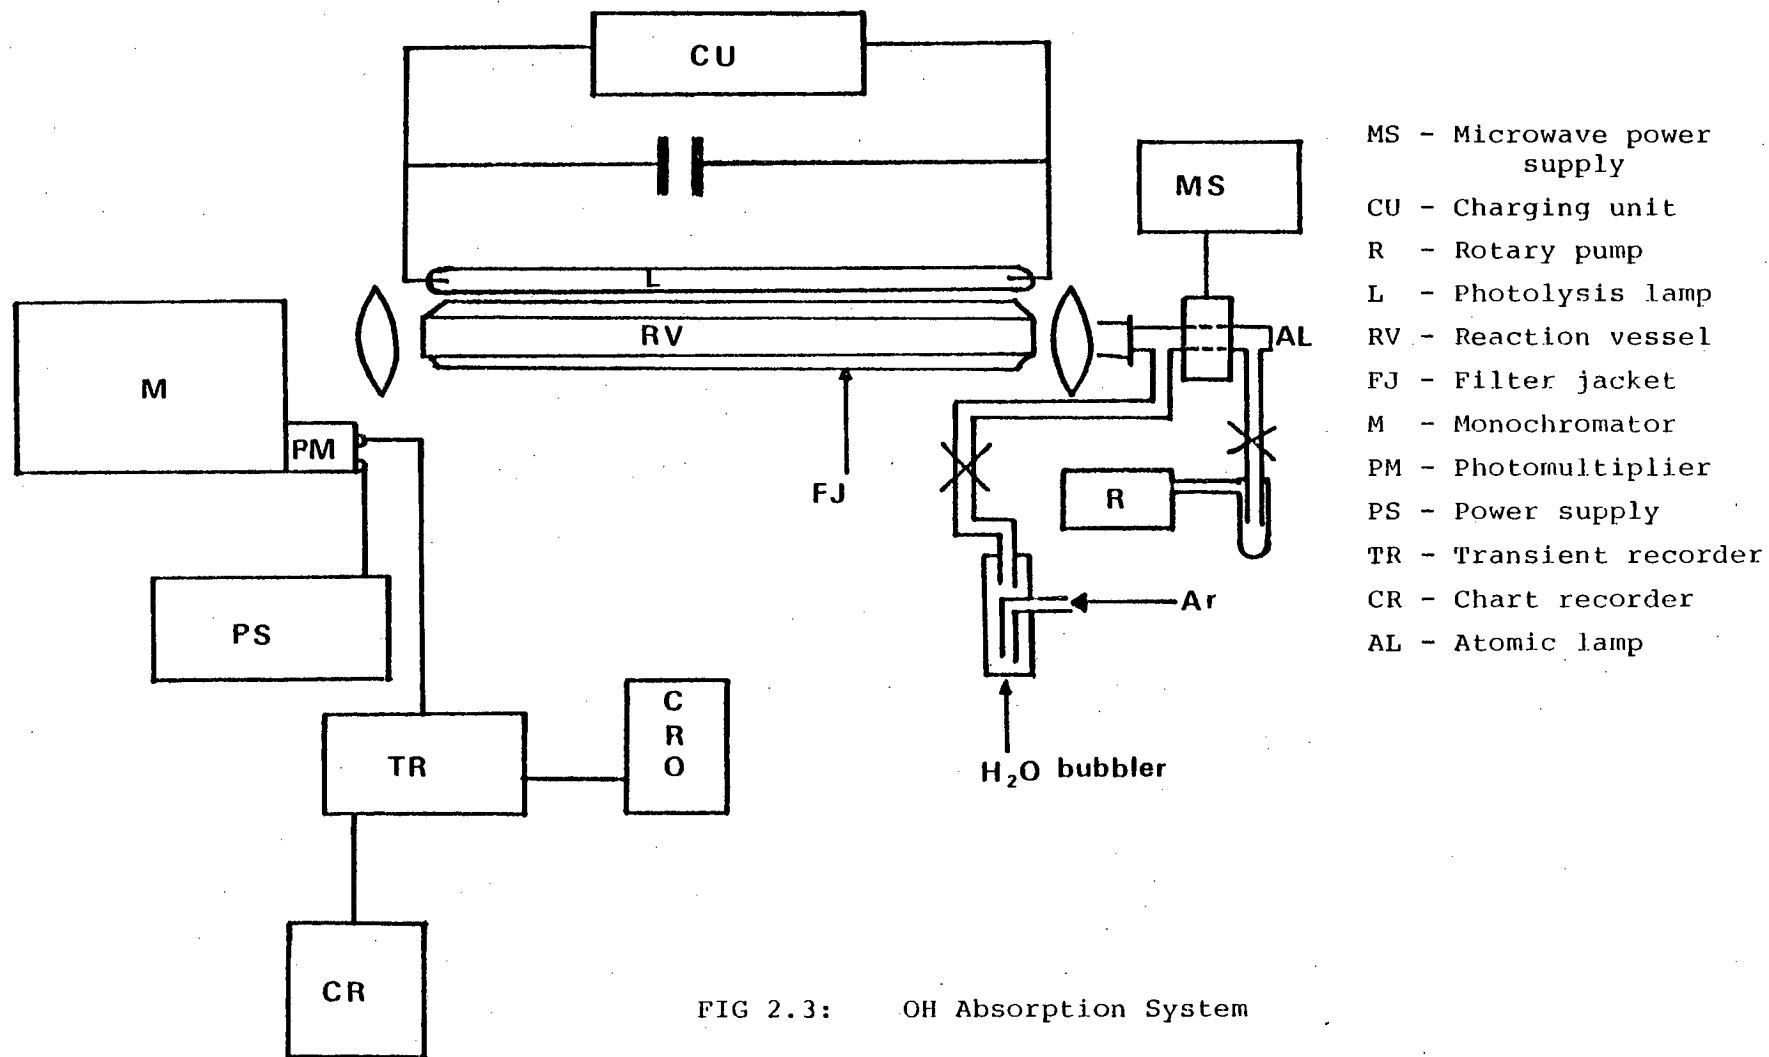 CU
MS
L
RV
AL
M
PM
FJ
R
PS
Ar
C
R
O
TR
H₂O bubbler
CR
MS - Microwave power
supply
CU - Charging unit
R - Rotary pump
L - Photolysis lamp
RV - Reaction vessel
FJ - Filter jacket
M - Monochromator
PM - Photomultiplier
PS - Power supply
TR - Transient recorder
CR - Chart recorder
AL - Atomic lamp
FIG 2.3: OH Absorption System